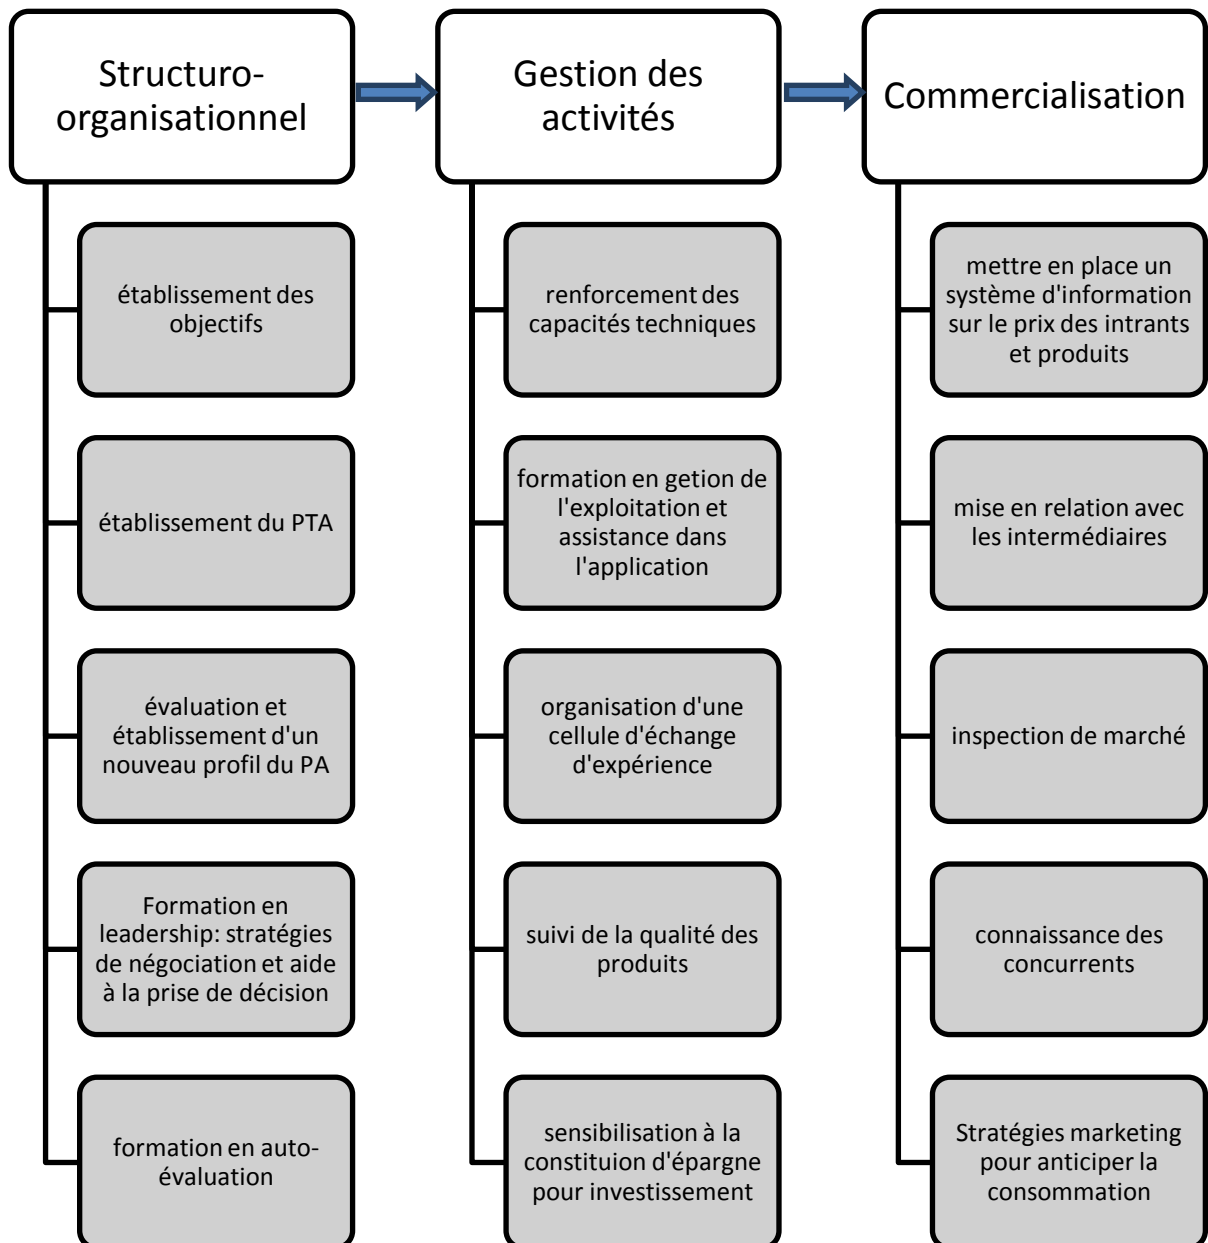 Structuro-
organisationnel
établissement des
objectifs
établissement du PTA
évaluation et
établissement d'un
nouveau profil du PA
Formation en
leadership: stratégies
de négociation et aide
à la prise de décision
formation en auto-
évaluation
Gestion des
activités
renforcement des
capacités techniques
formation en getion de
l'exploitation et
assistance dans
l'application
organisation d'une
cellule d'échange
d'expérience
suivi de la qualité des
produits
sensibilisation à la
constituion d'épargne
pour investissement
Commercialisation
mettre en place un
système d'information
sur le prix des intrants
et produits
mise en relation avec
les intermédiaires
inspection de marché
connaissance des
concurrents
Stratégies marketing
pour anticiper la
consommation